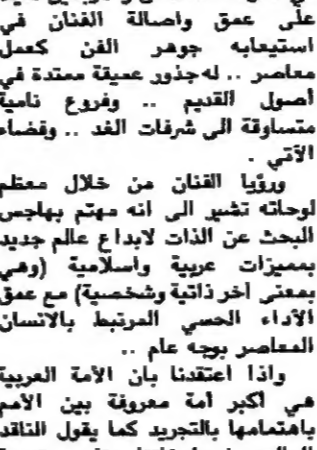 على عمق واصالة الفنان في
استيعابه جوهر الفن كعمل
معاصر .. له جذور عميقة ممتدة في
أصول القديم .. وفروع نامية
متساوقة الى شرفات الغد .. وفضاء
الآتي .
ورؤيا الفنان من خلال معظم
لوحاته تشير الى انه مهتم بهاجس
البحث عن الذات لابداع عالم جديد
بمميزات عربية واسلامية (وهي
بمعنى آخر ذاتية وشخصية) مع عمق
الأداء الحسي المرتبط بالانسان
المعاصر بوجه عام ..
واذا اعتقدنا بان الأمة العربية
هي اكبر امة معروفة بين الأمم
باهتمامها بالتجريد كما يقول الناقد